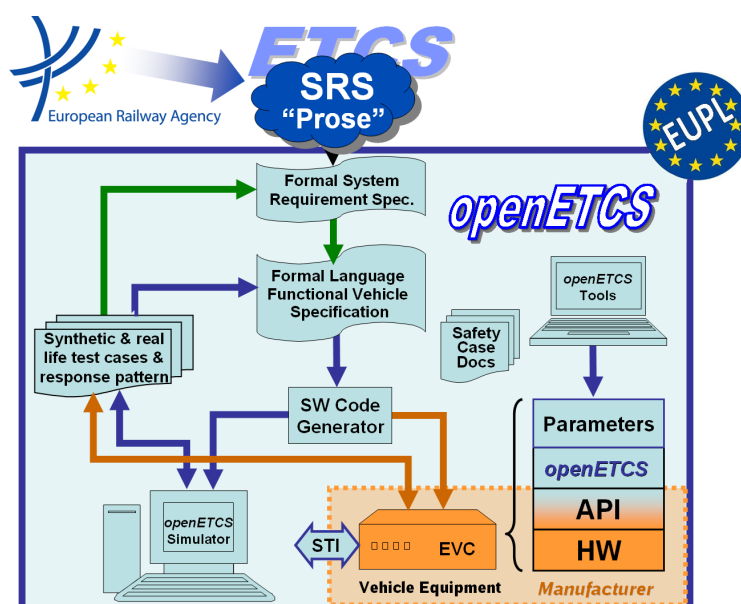 ETCS
SRS
“Prose”
European Railway Agency
EUPL
Formal System
Requirement Spec.
openETCS
Formal Language
Functional Vehicle
Specification
openETCS
Tools
Synthetic & real
life test cases &
response pattern
Safety
Case
Docs
SW Code
Generator
Parameters
openETCS
API
HW
openETCS
Simulator
STI
EVC
Vehicle Equipment
Manufacturer